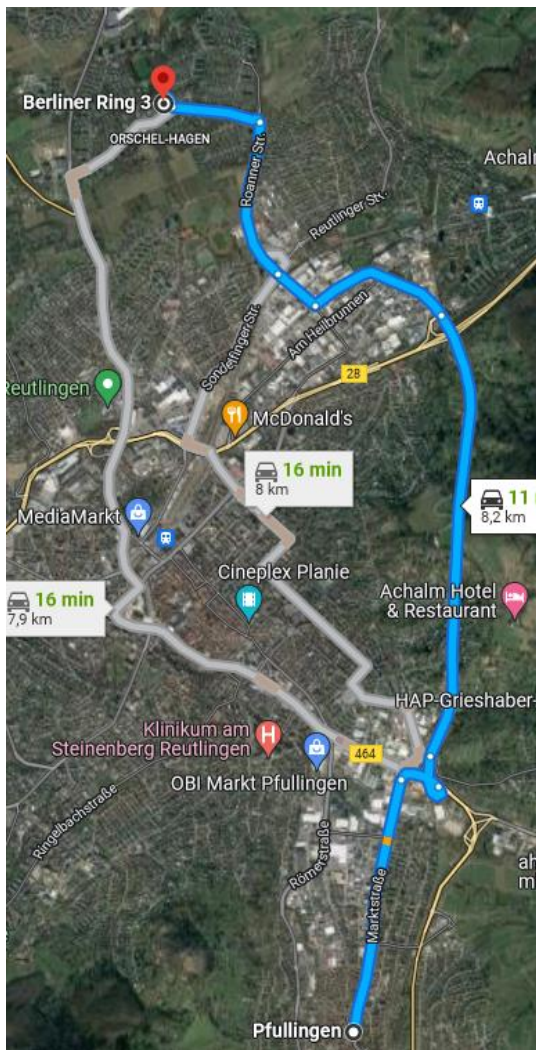 Berliner Ring 3
ORSCHEL-HAGEN
Roanner Str.
Achalm
Reutlinger Str.
Am Heilbrunnen
Sondelfinger-Str.
28
Reutlingen
McDonald's
16 min
8 km
11
8,2 km
MediaMarkt
Cineplex Planie
Achalm Hotel
& Restaurant
16 min
7,9 km
HAP-Grieshaber-
Klinikum am
Steinenberg Reutlingen
464
OBI Markt Pfullingen
Ringelbachstraße
Römerstraße
Marktstraße
ah
m
Pfullingen